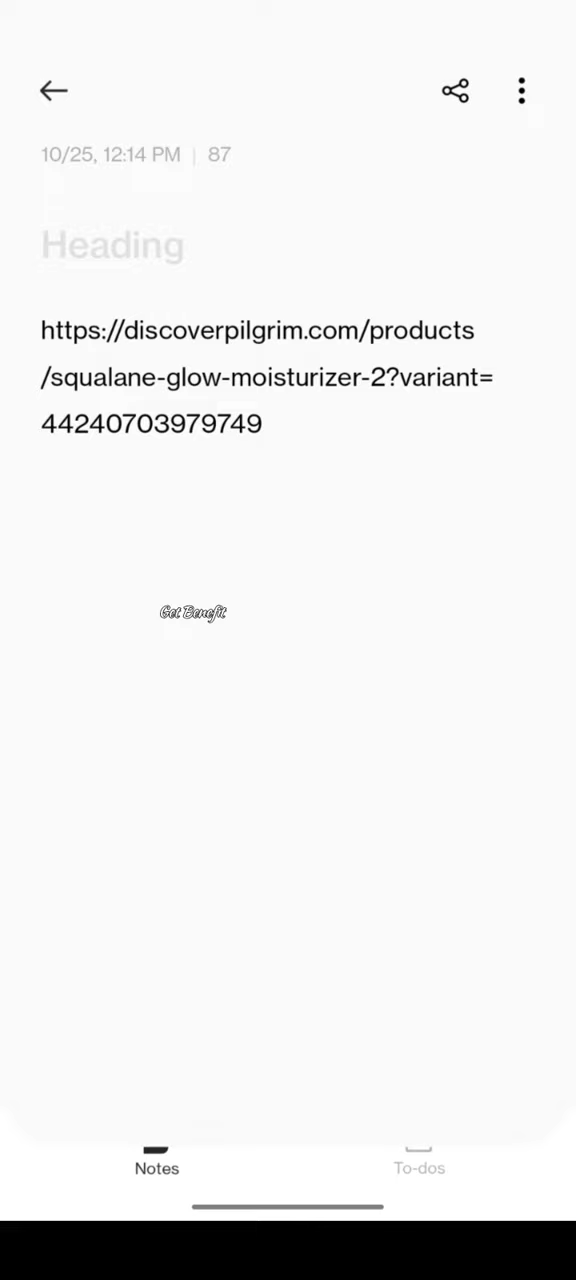 10/25, 12:14 PM | 87
Heading
https://discoverpilgrim.com/products
/squalane-glow-moisturizer-2?variant=
44240703979749
Get Benefit
Notes
To-dos